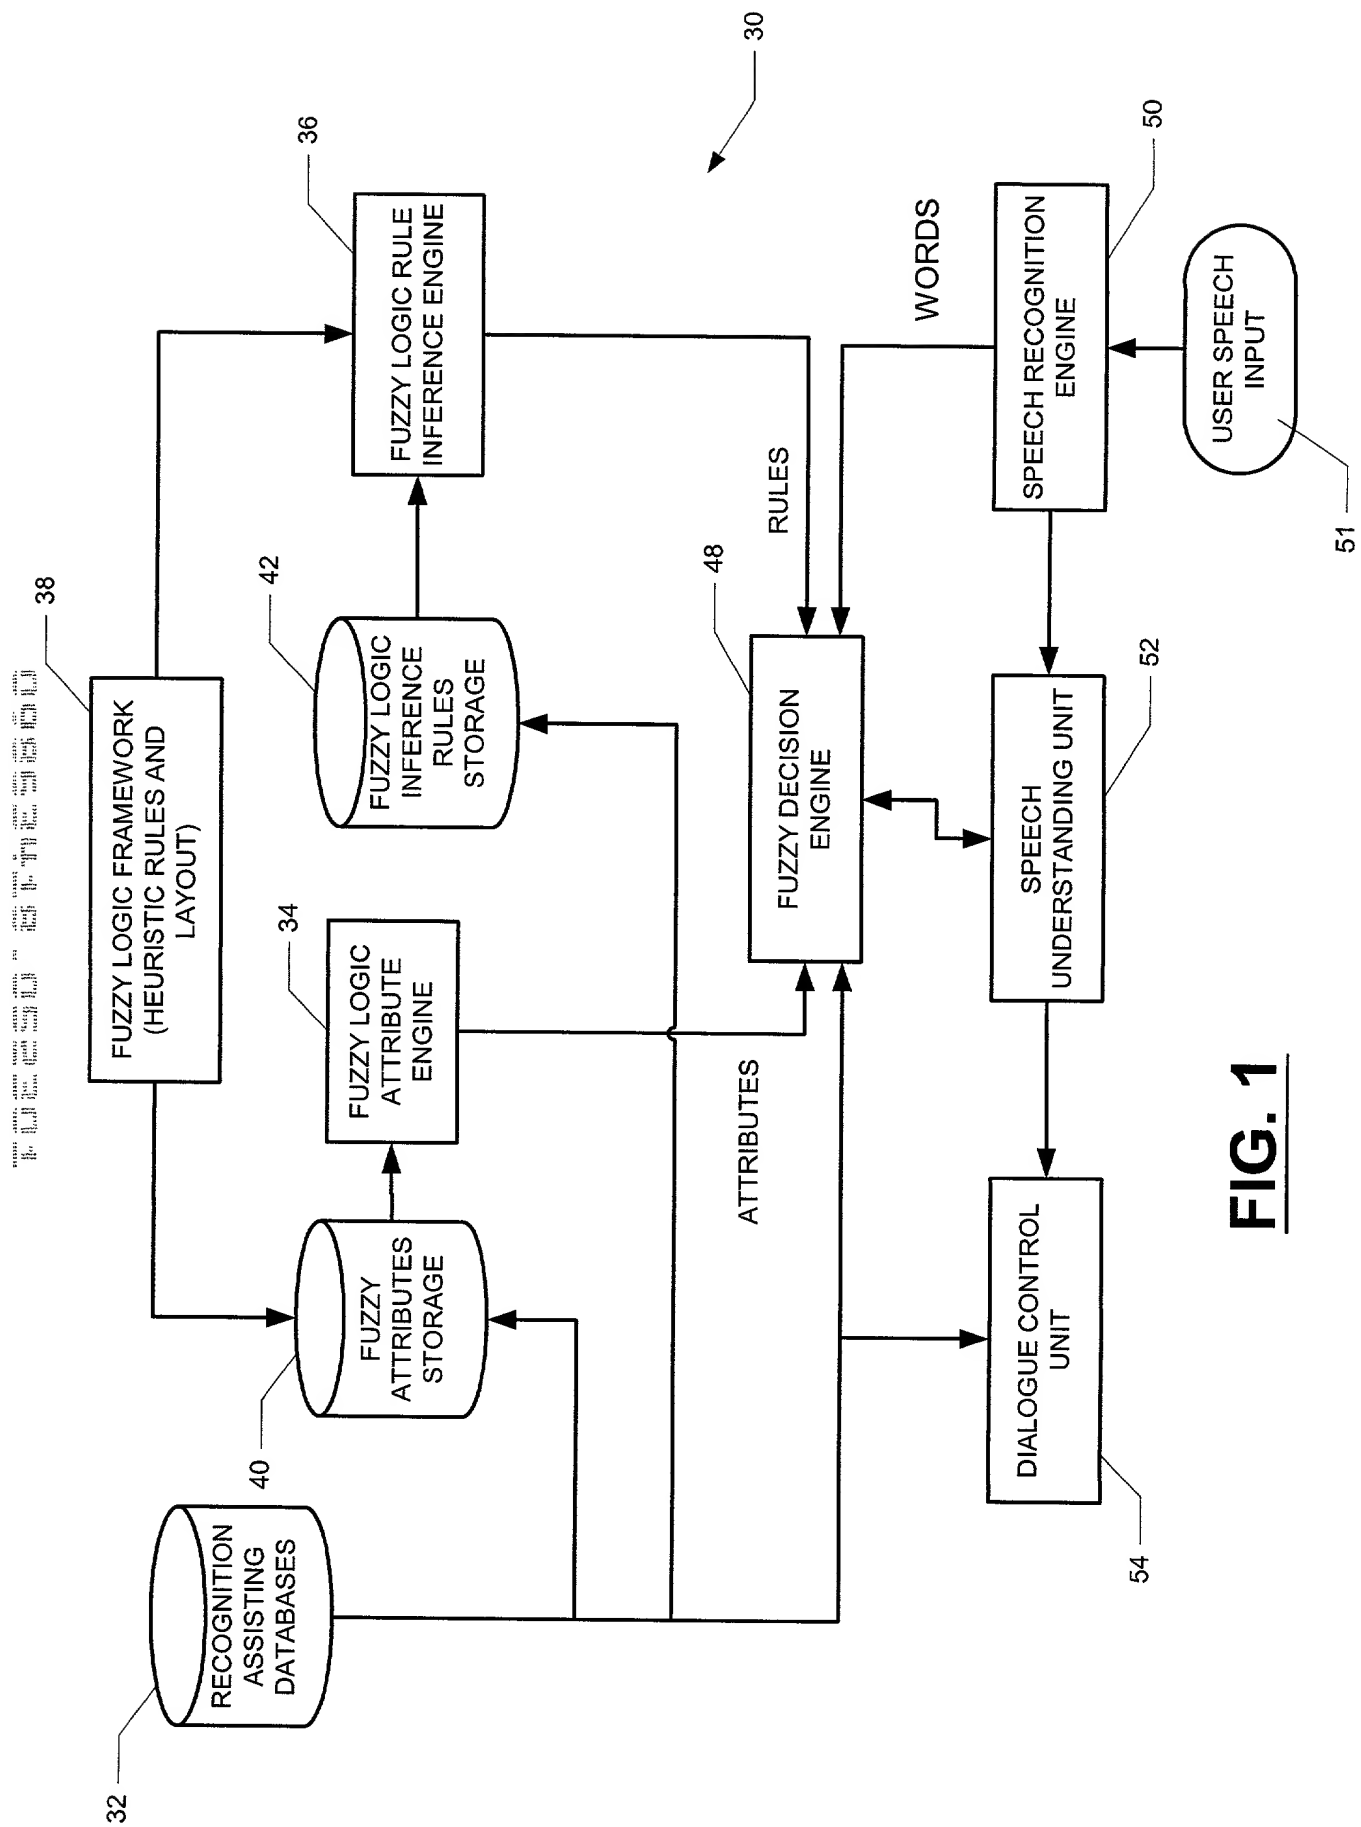 38
FUZZY LOGIC FRAMEWORK
(HEURISTIC RULES AND
LAYOUT)
32
RECOGNITION
ASSISTING
DATABASES
40
FUZZY
ATTRIBUTES
STORAGE
34
FUZZY LOGIC
ATTRIBUTE
ENGINE
42
FUZZY LOGIC
INFERENCE
RULES
STORAGE
36
FUZZY LOGIC RULE
INFERENCE ENGINE
30
ATTRIBUTES
48
FUZZY DECISION
ENGINE
RULES
WORDS
54
DIALOGUE CONTROL
UNIT
52
SPEECH
UNDERSTANDING UNIT
50
SPEECH RECOGNITION
ENGINE
51
USER SPEECH
INPUT
FIG. 1